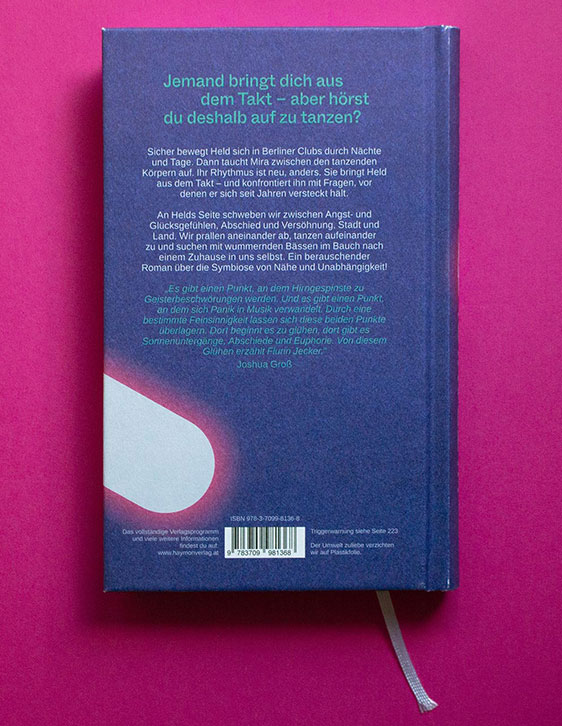 Jemand bringt dich aus
dem Takt – aber hörst
du deshalb auf zu tanzen?
Sicher bewegt Held sich in Berliner Clubs durch Nächte
und Tage. Dann taucht Mira zwischen den tanzenden
Körpern auf. Ihr Rhythmus ist neu, anders. Sie bringt Held
aus dem Takt – und konfrontiert ihn mit Fragen, vor
denen er sich seit Jahren versteckt hält.
An Helds Seite schweben wir zwischen Angst- und
Glücksgefühlen, Abschied und Versöhnung, Stadt und
Land. Wir prallen aneinander ab, tanzen aufeinander
zu und suchen mit wummernden Bässen im Bauch nach
einem Zuhause in uns selbst. Ein berauschender
Roman über die Symbiose von Nähe und Unabhängigkeit!
„Es gibt einen Punkt, an dem Hirngespinste zu
Geisterbeschwörungen werden. Und es gibt einen Punkt,
an dem sich Panik in Musik verwandelt. Durch eine
bestimmte Feinsinnigkeit lassen sich diese beiden Punkte
überlagern. Dort beginnt es zu glühen, dort gibt es
Sonnenuntergänge, Abschiede und Euphorie. Von diesem
Glühen erzählt Flurin Jecker."
Joshua Groß
ISBN 978-3-7099-8136-8
Das vollständige Verlagsprogramm
und viele weitere Informationen
findest du auf:
www.haymonverlag.at
9 783709 981368
Triggerwarnung siehe Seite 223
Der Umwelt zuliebe verzichten
wir auf Plastikfolie.